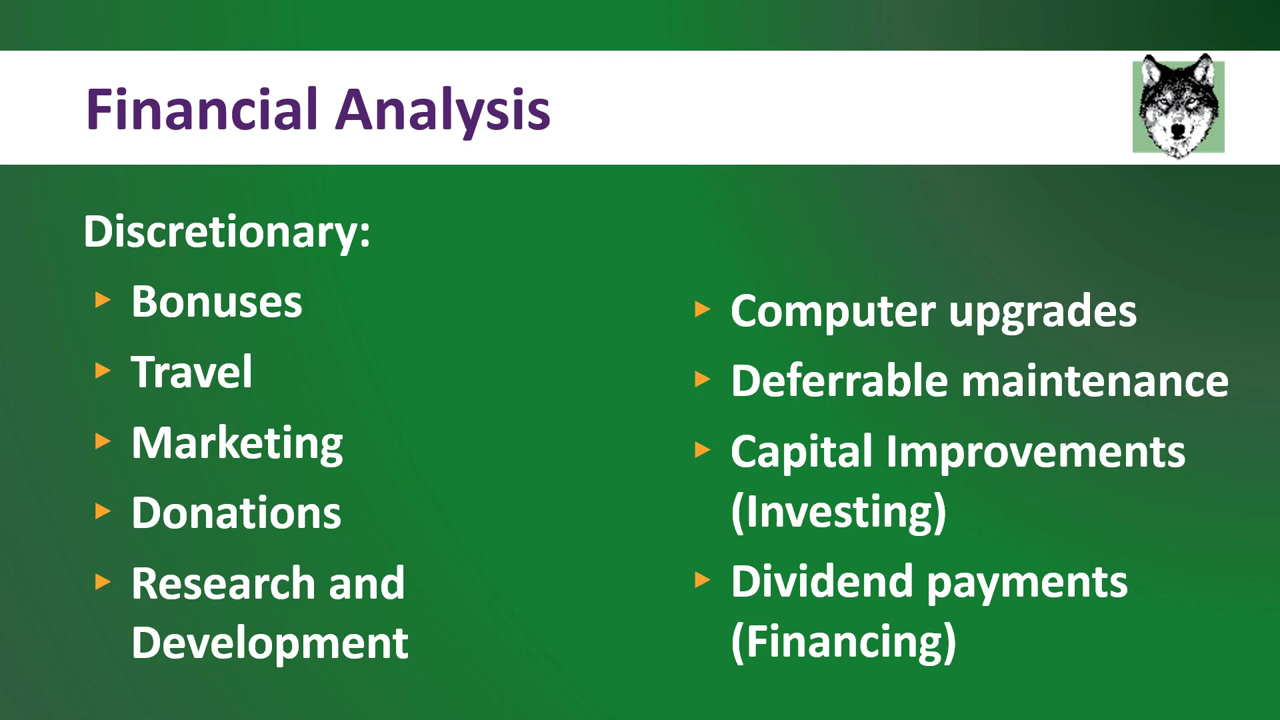 Financial Analysis
Discretionary:
Bonuses
Travel
Marketing
Donations
Research and
Development
Computer upgrades
Deferrable maintenance
Capital Improvements
(Investing)
Dividend payments
(Financing)